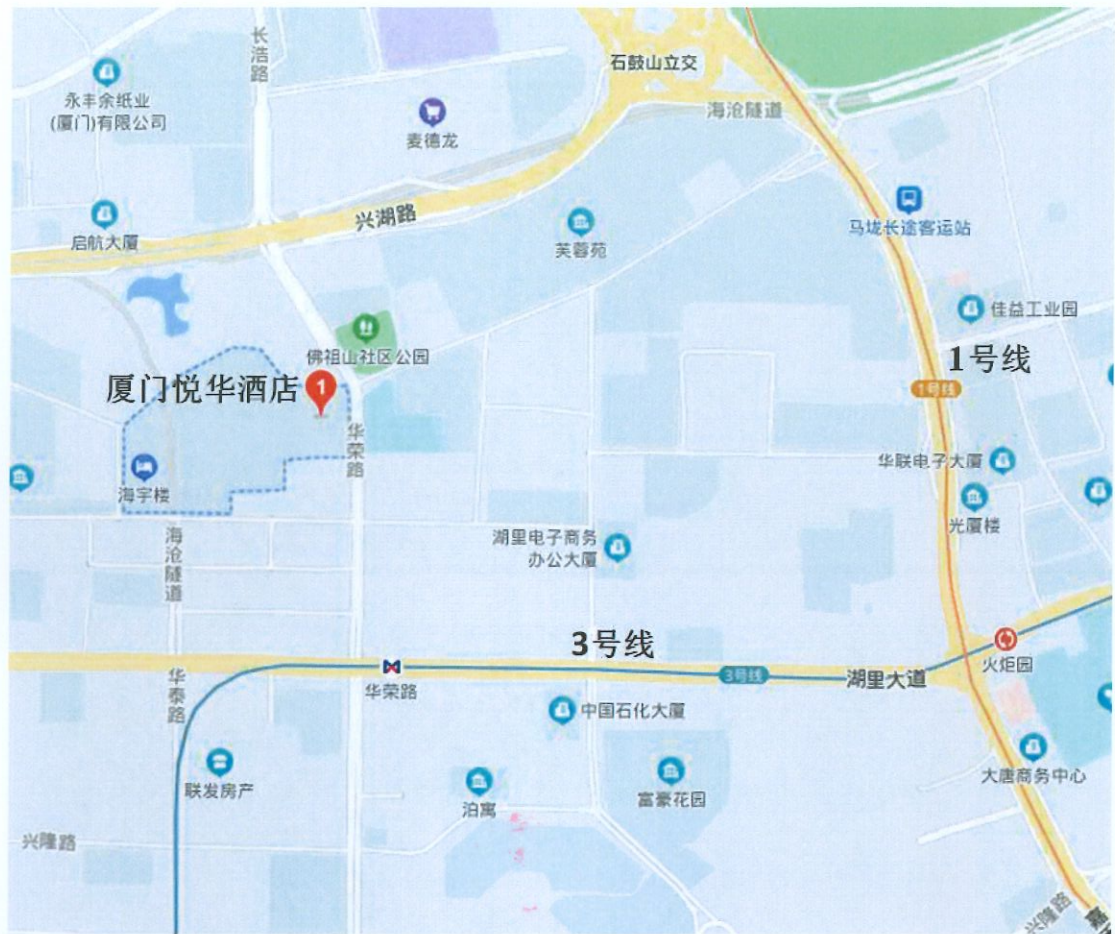 长浩路
石鼓山立交
永丰余纸业
(厦门)有限公司
麦德龙
海沧隧道
兴湖路
启航大厦
芙蓉苑
马垅长途客运站
佳益工业园
佛祖山社区公园
1号线
厦门悦华酒店
1
1号线
华荣路
华联电子大厦
海宇楼
光厦楼
湖里电子商务
办公大厦
海沧隧道
3号线
火炬园
华荣路
3号线
湖里大道
华泰路
中国石化大厦
联发房产
大唐商务中心
泊寓
富豪花园
兴隆路
兴隆路